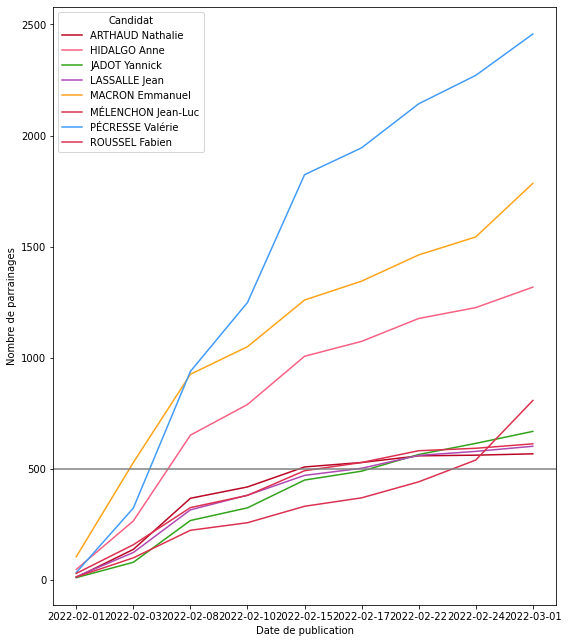 Candidat
ARTHAUD Nathalie
HIDALGO Anne
JADOT Yannick
LASSALLE Jean
MACRON Emmanuel
MÉLENCHON Jean-Luc
PÉCRESSE Valérie
ROUSSEL Fabien
2500
2000
1500
1000
500
0
Nombre de parrainages
2022-02-01 2022-02-03 2022-02-08 2022-02-10 2022-02-15 2022-02-17 2022-02-22 2022-02-24 2022-03-01
Date de publication